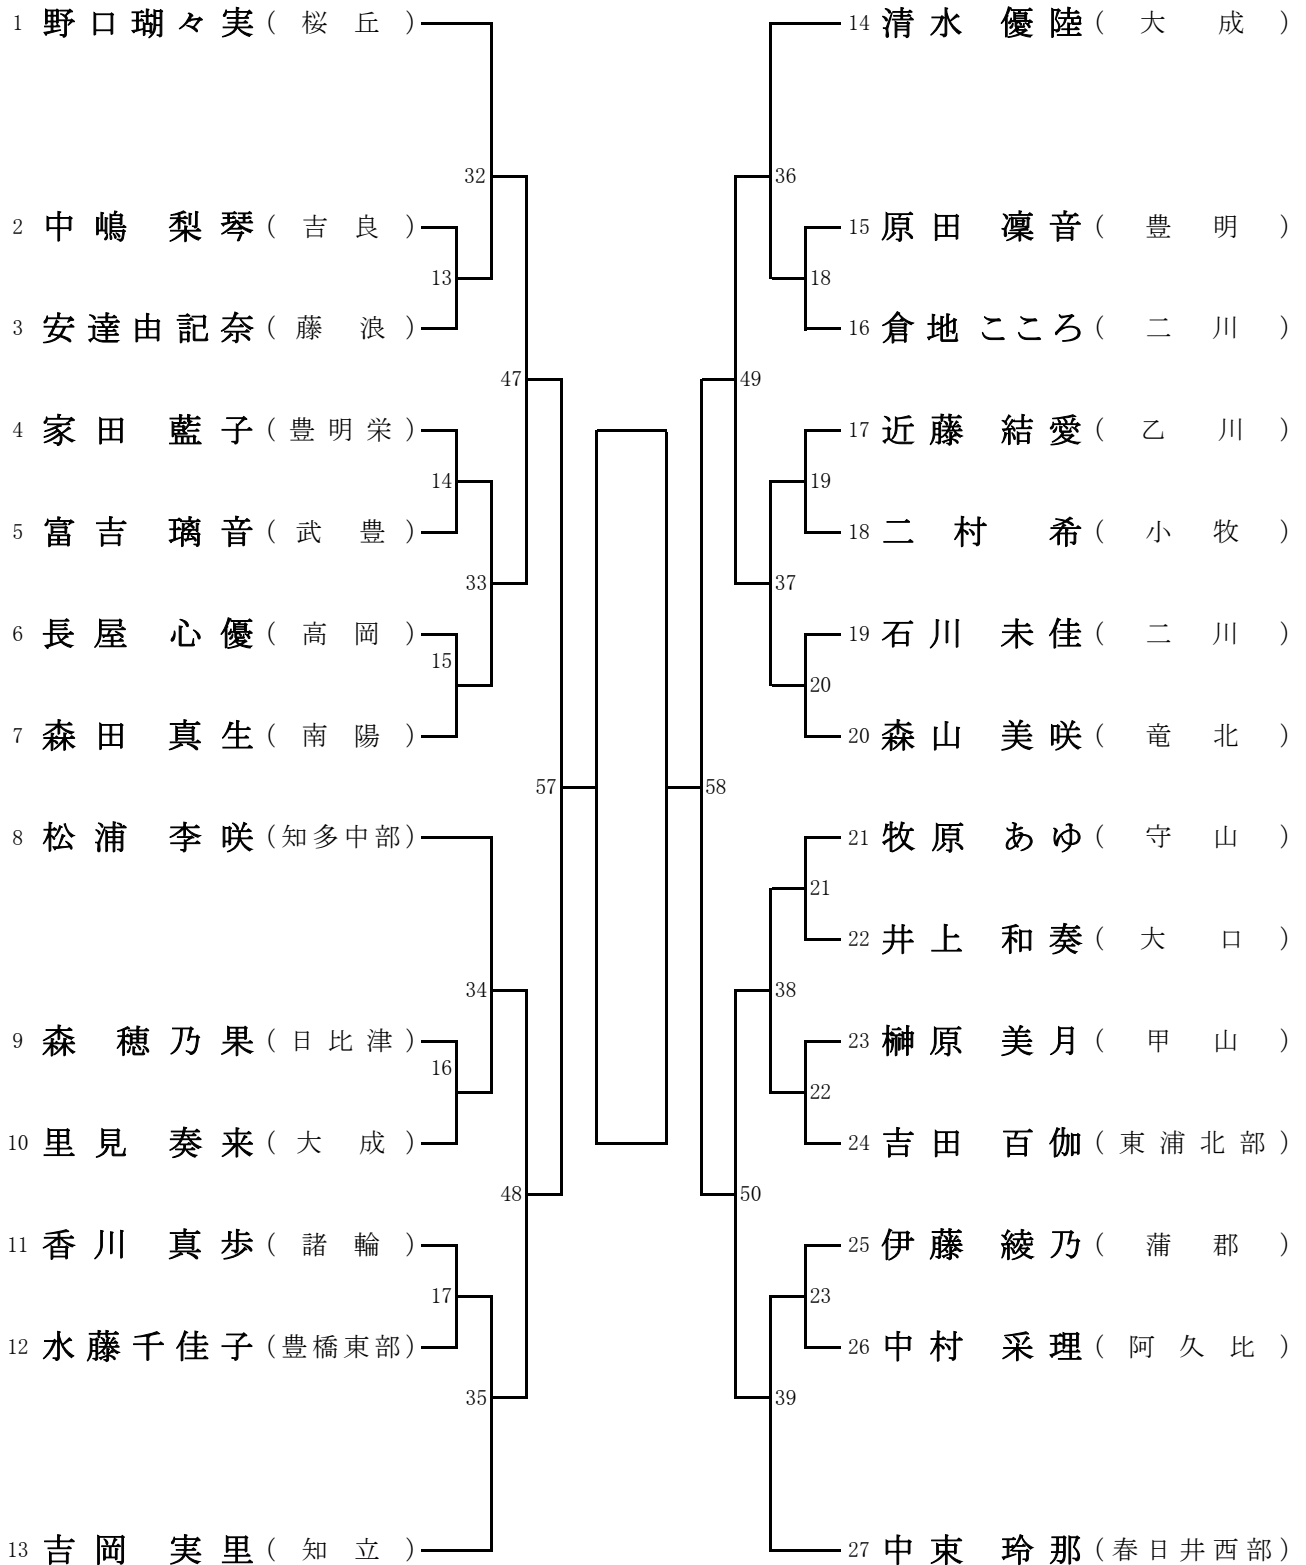 1 野口瑚々実 (桜丘)
2 中嶋 梨琴 (吉良)
3 安達由記奈 (藤浪)
4 家田 藍子 (豊明栄)
5 富吉 璃音 (武豊)
6 長屋 心優 (高岡)
7 森田 真生 (南陽)
8 松浦 李咲 (知多中部)
9 森 穂乃果 (日比津)
10 里見 奏来 (大成)
11 香川 真歩 (諸輪)
12 水藤千佳子 (豊橋東部)
13 吉岡 実里 (知立)
32
13
47
14
33
15
57
34
16
48
17
35
14 清水 優陸 (大成)
15 原田 凜音 (豊明)
16 倉地 こころ (二川)
17 近藤 結愛 (乙川)
18 二村 希 (小牧)
19 石川 未佳 (二川)
20 森山 美咲 (竜北)
21 牧原 あゆ (守山)
22 井上 和奏 (大口)
23 榊原 美月 (甲山)
24 吉田 百伽 (東浦北部)
25 伊藤 綾乃 (蒲郡)
26 中村 采理 (阿久比)
27 中東 玲那 (春日井西部)
36
18
49
19
37
20
58
21
38
22
50
23
39